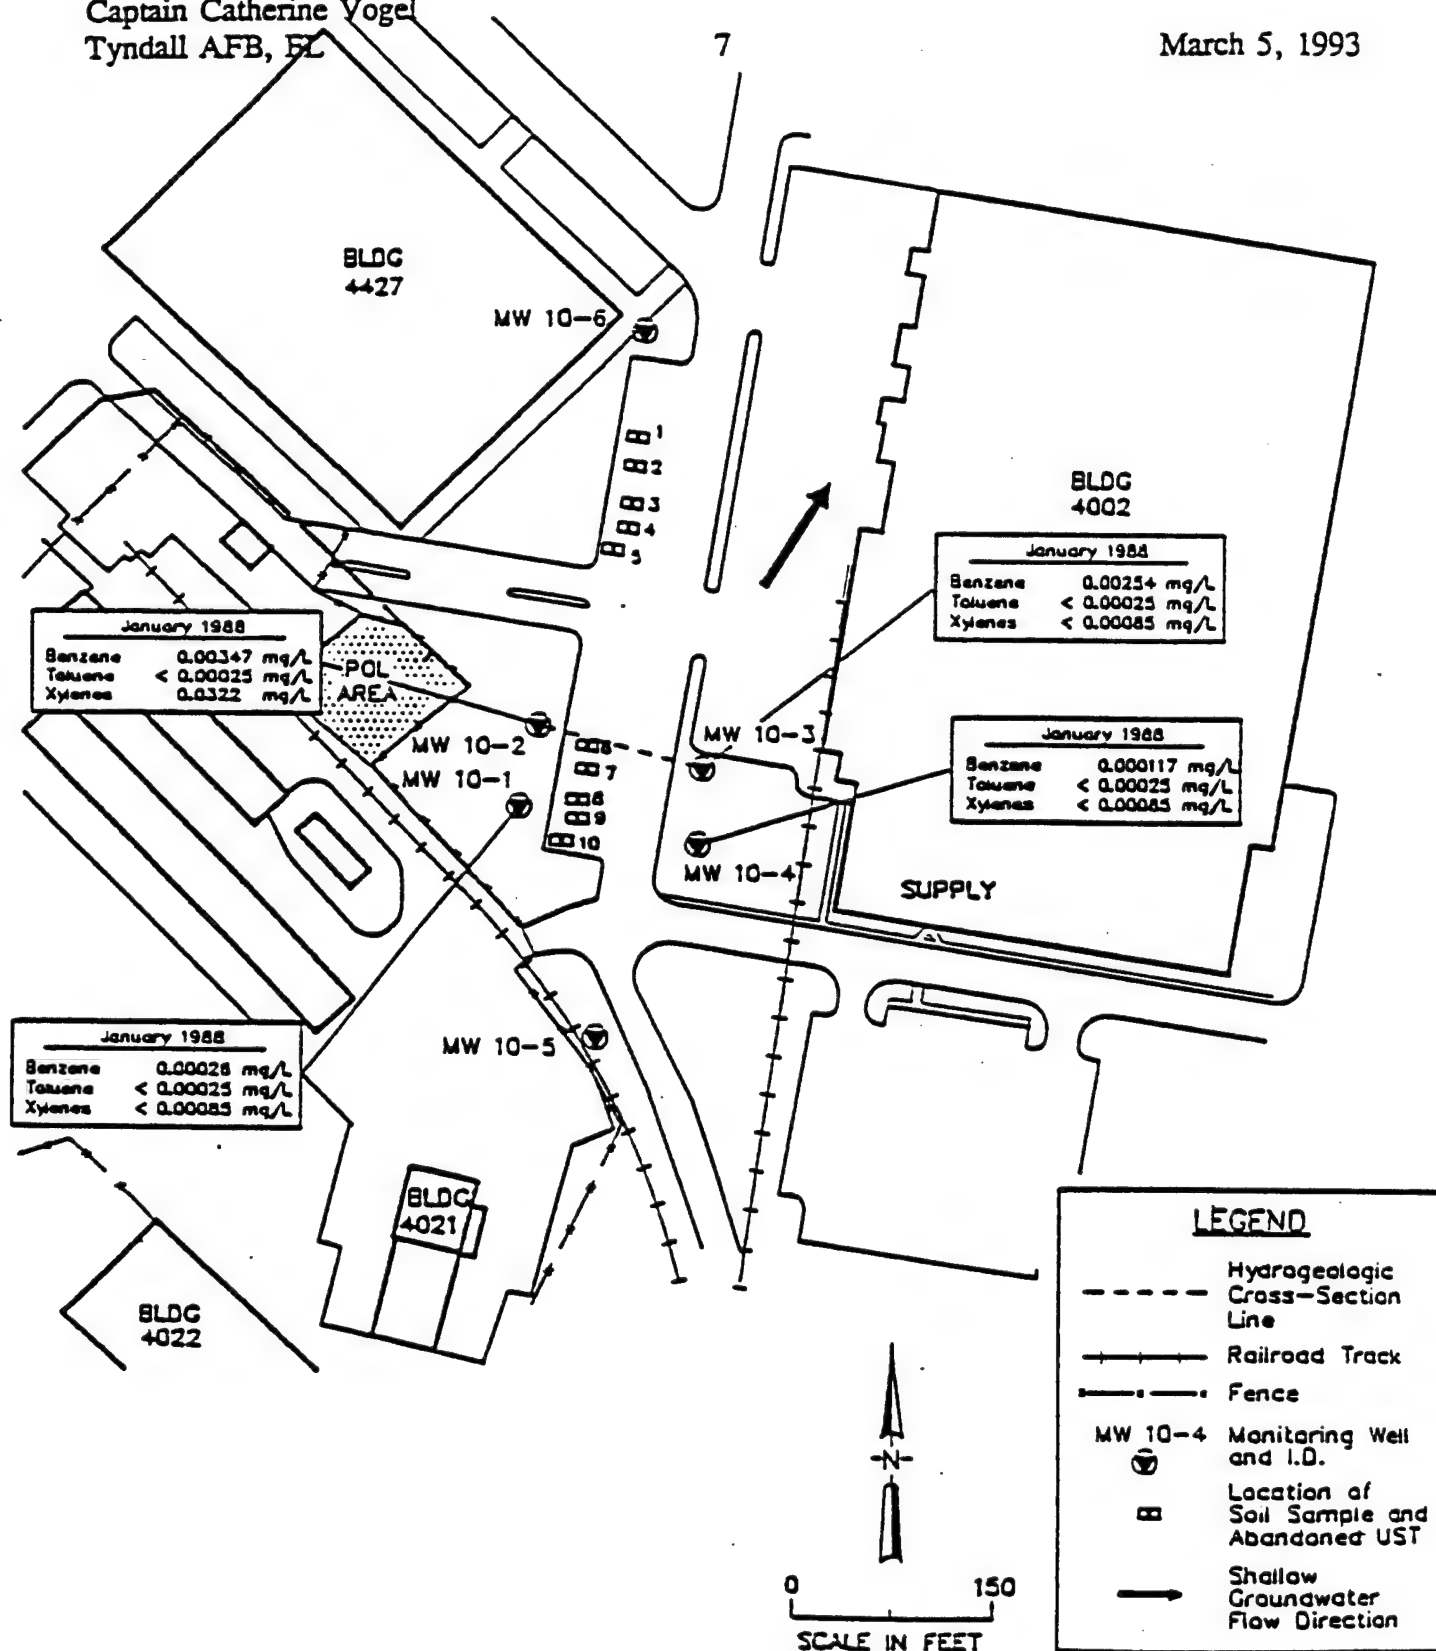 Captain Catherine Vogel
Tyndall AFB, FL
7
March 5, 1993
BLDG
4427
MW 10-6
1
2
3
4
5
BLDG
4002
January 1988
Benzene 0.00254 mg/L
Toluene < 0.00025 mg/L
Xylenes < 0.00085 mg/L
January 1988
Benzene 0.00347 mg/L
Toluene < 0.00025 mg/L
Xylenes 0.0322 mg/L
POL
AREA
MW 10-2
MW 10-1
6
7
8
9
10
MW 10-3
January 1988
Benzene 0.000117 mg/L
Toluene < 0.00025 mg/L
Xylenes < 0.00085 mg/L
MW 10-4
SUPPLY
January 1988
Benzene 0.00028 mg/L
Toluene < 0.00025 mg/L
Xylenes < 0.00085 mg/L
MW 10-5
BLDG
4021
BLDG
4022
LEGEND
Hydrogeologic
Cross-Section
Line
Railroad Track
Fence
MW 10-4 Monitoring Well
and I.D.
Location of
Soil Sample and
Abandoned UST
Shallow
Groundwater
Flow Direction
N
0 150
SCALE IN FEET